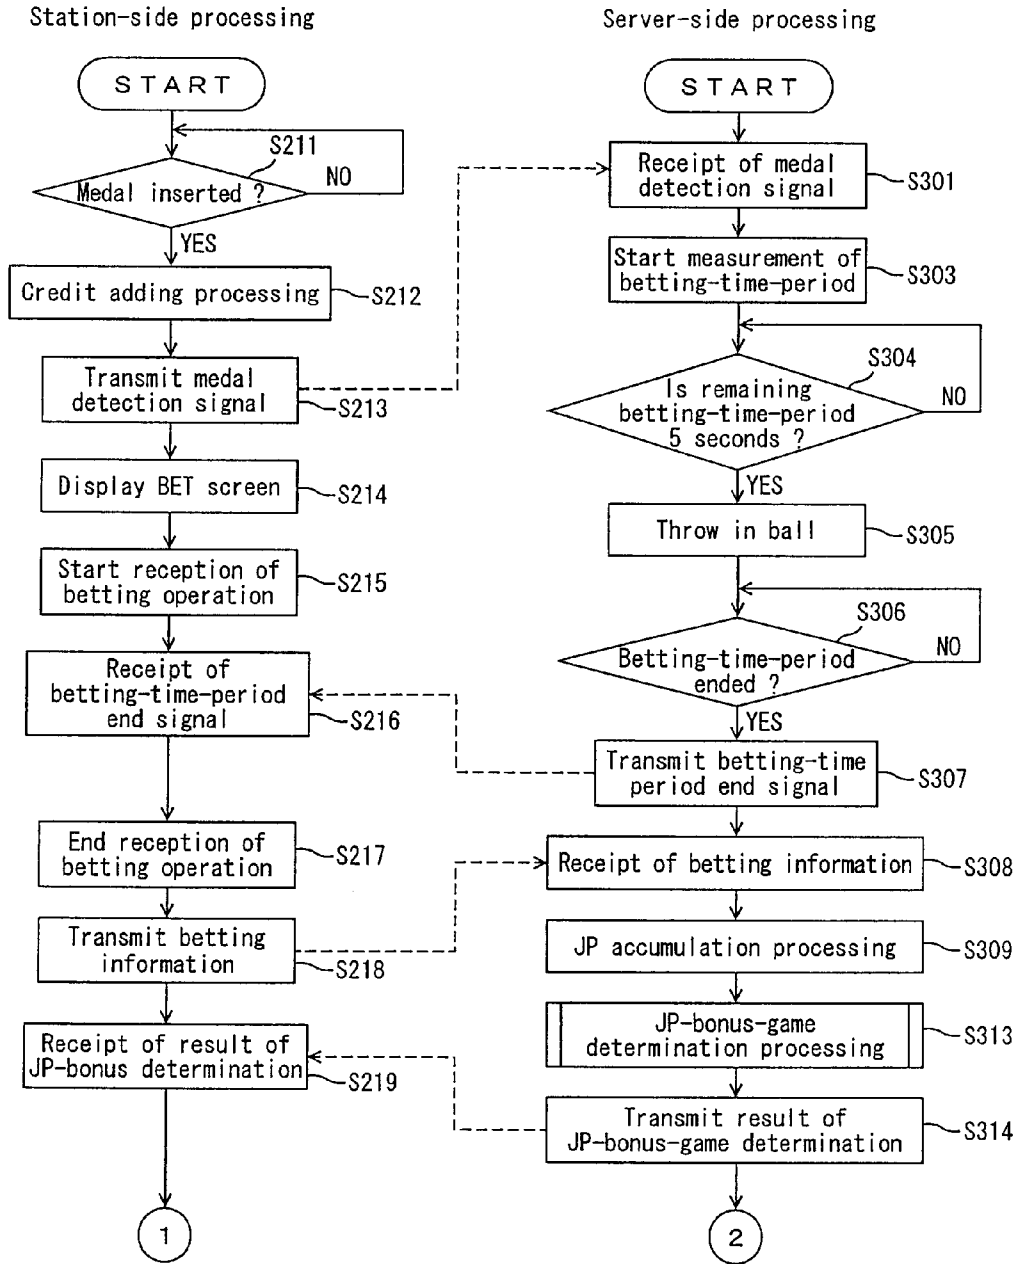 Station-side processing
START
S211
Medal inserted ?
NO
YES
Credit adding processing
S212
Transmit medal
detection signal
S213
Display BET screen
S214
Start reception of
betting operation
S215
Receipt of
betting-time-period
end signal
S216
End reception of
betting operation
S217
Transmit betting
information
S218
Receipt of result of
JP-bonus determination
S219
1
Server-side processing
START
Receipt of medal
detection signal
S301
Start measurement of
betting-time-period
S303
S304
Is remaining
betting-time-period
5 seconds ?
NO
YES
Throw in ball
S305
S306
Betting-time-period
ended ?
NO
YES
Transmit betting-time
period end signal
S307
Receipt of betting information
S308
JP accumulation processing
S309
JP-bonus-game
determination processing
S313
Transmit result of
JP-bonus-game determination
S314
2